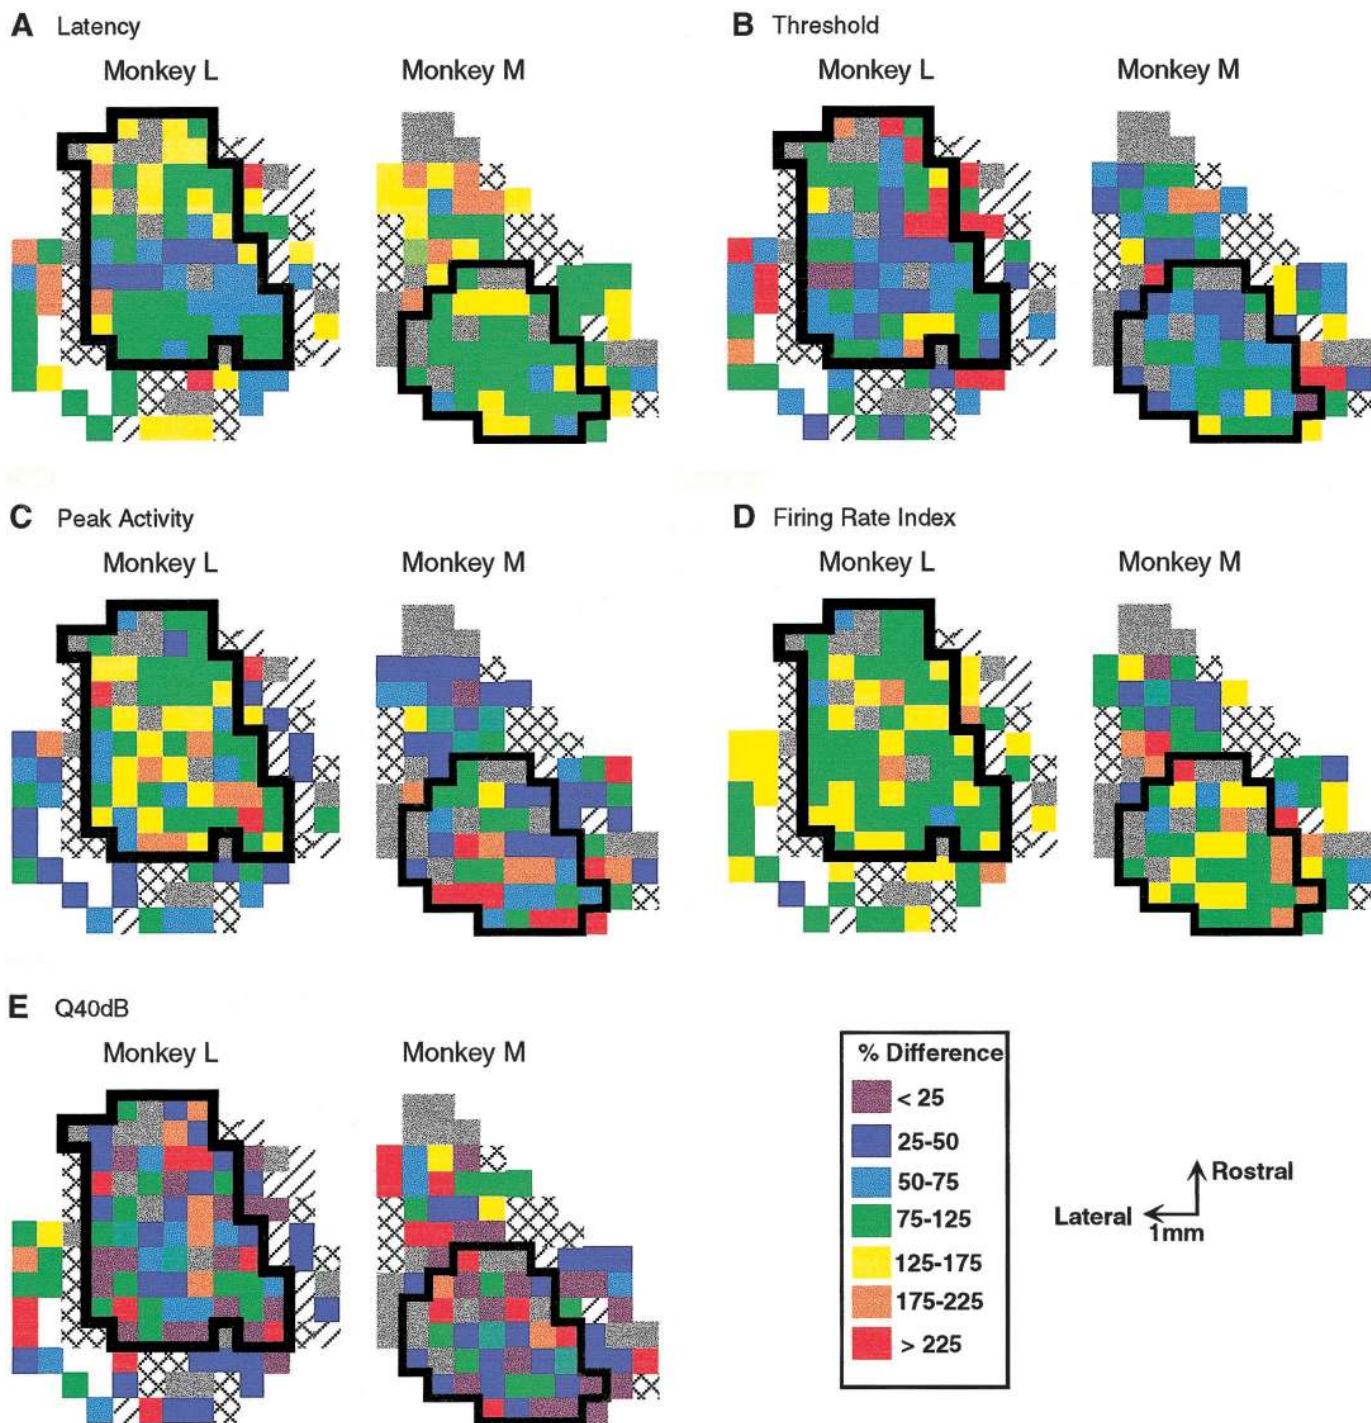 A Latency
Monkey L Monkey M
B Threshold
Monkey L Monkey M
C Peak Activity
Monkey L Monkey M
D Firing Rate Index
Monkey L Monkey M
E Q40dB
Monkey L Monkey M
% Difference
< 25
25-50
50-75
75-125
125-175
175-225
> 225
Rostral
Lateral
1mm